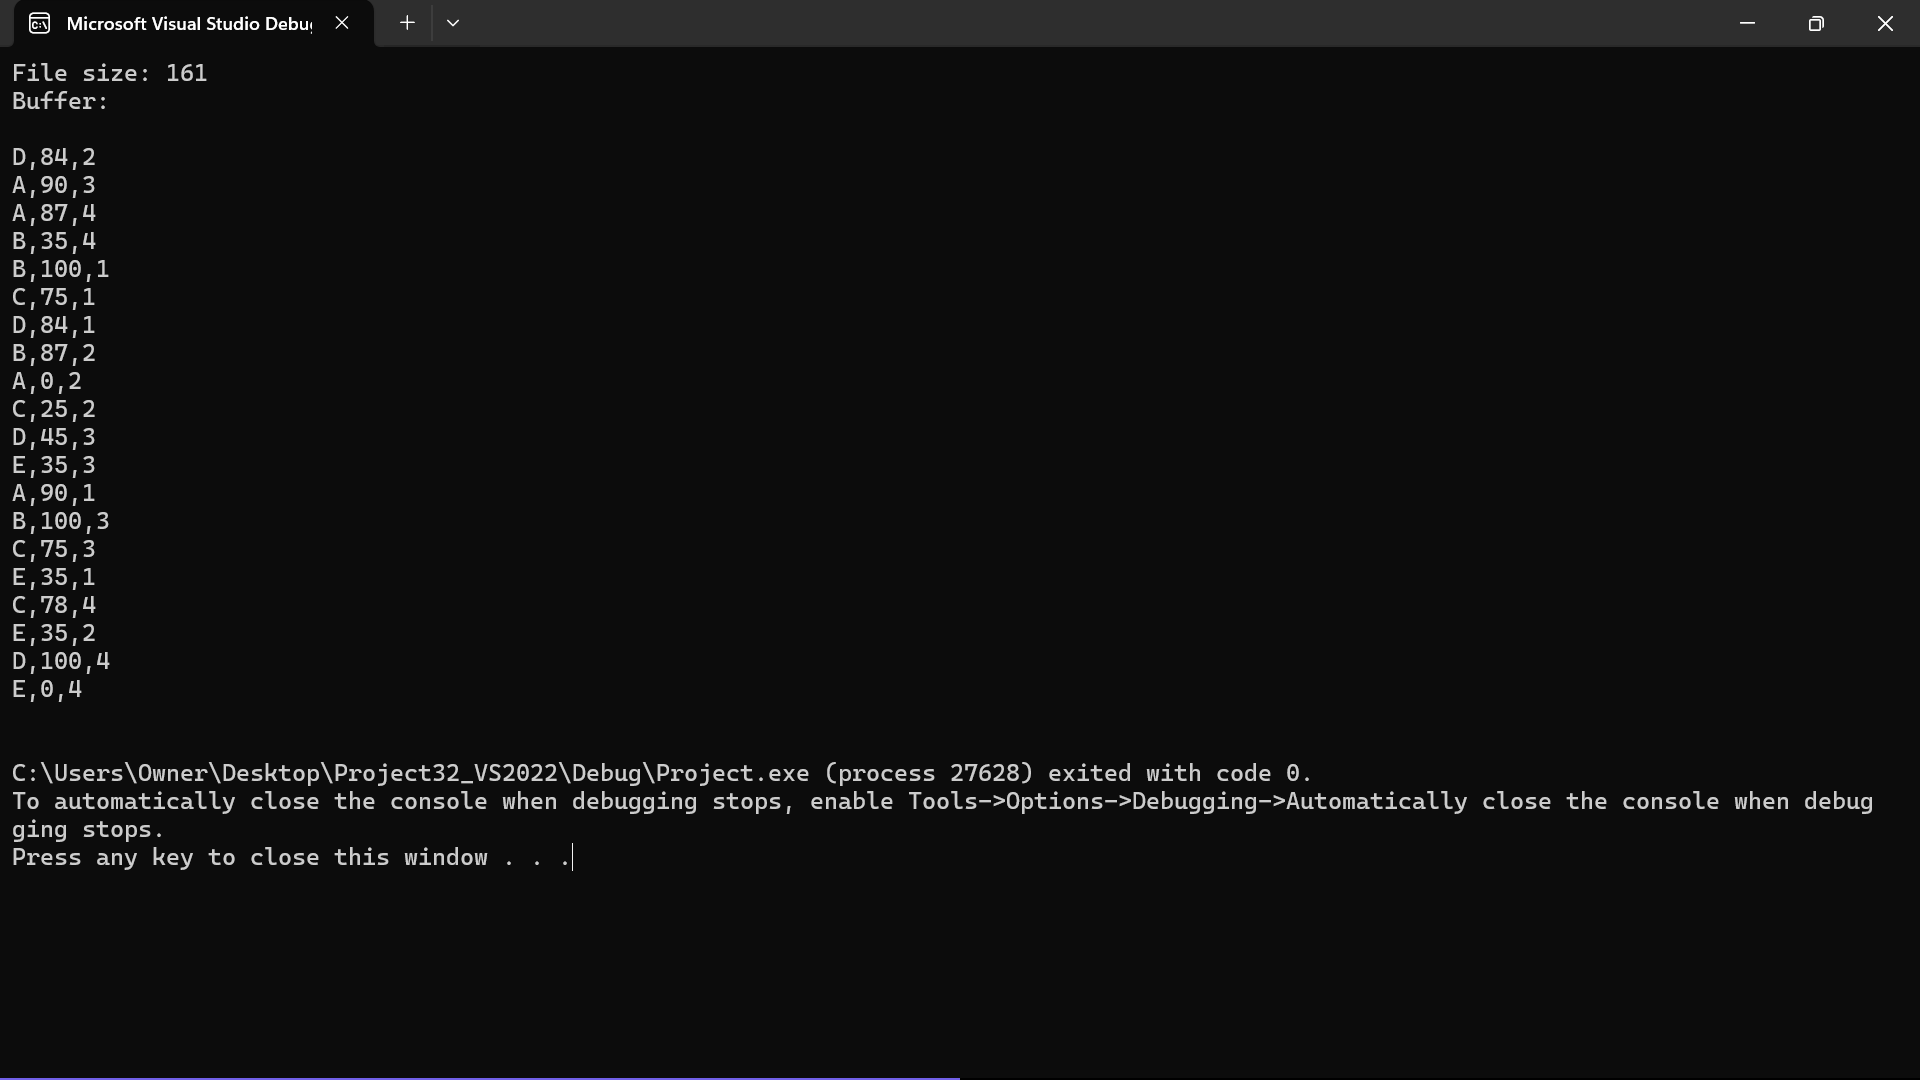 Microsoft Visual Studio Debu
File size: 161
Buffer:
D,84,2
A,90,3
A,87,4
B,35,4
B,100,1
C,75,1
D,84,1
B,87,2
A,0,2
C,25,2
D,45,3
E,35,3
A,90,1
B,100,3
C,75,3
E,35,1
C,78,4
E,35,2
D,100,4
E,0,4
C:\Users\Owner\Desktop\Project32_VS2022\Debug\Project.exe (process 27628) exited with code 0.
To automatically close the console when debugging stops, enable Tools->Options->Debugging->Automatically close the console when debug
ging stops.
Press any key to close this window . . .